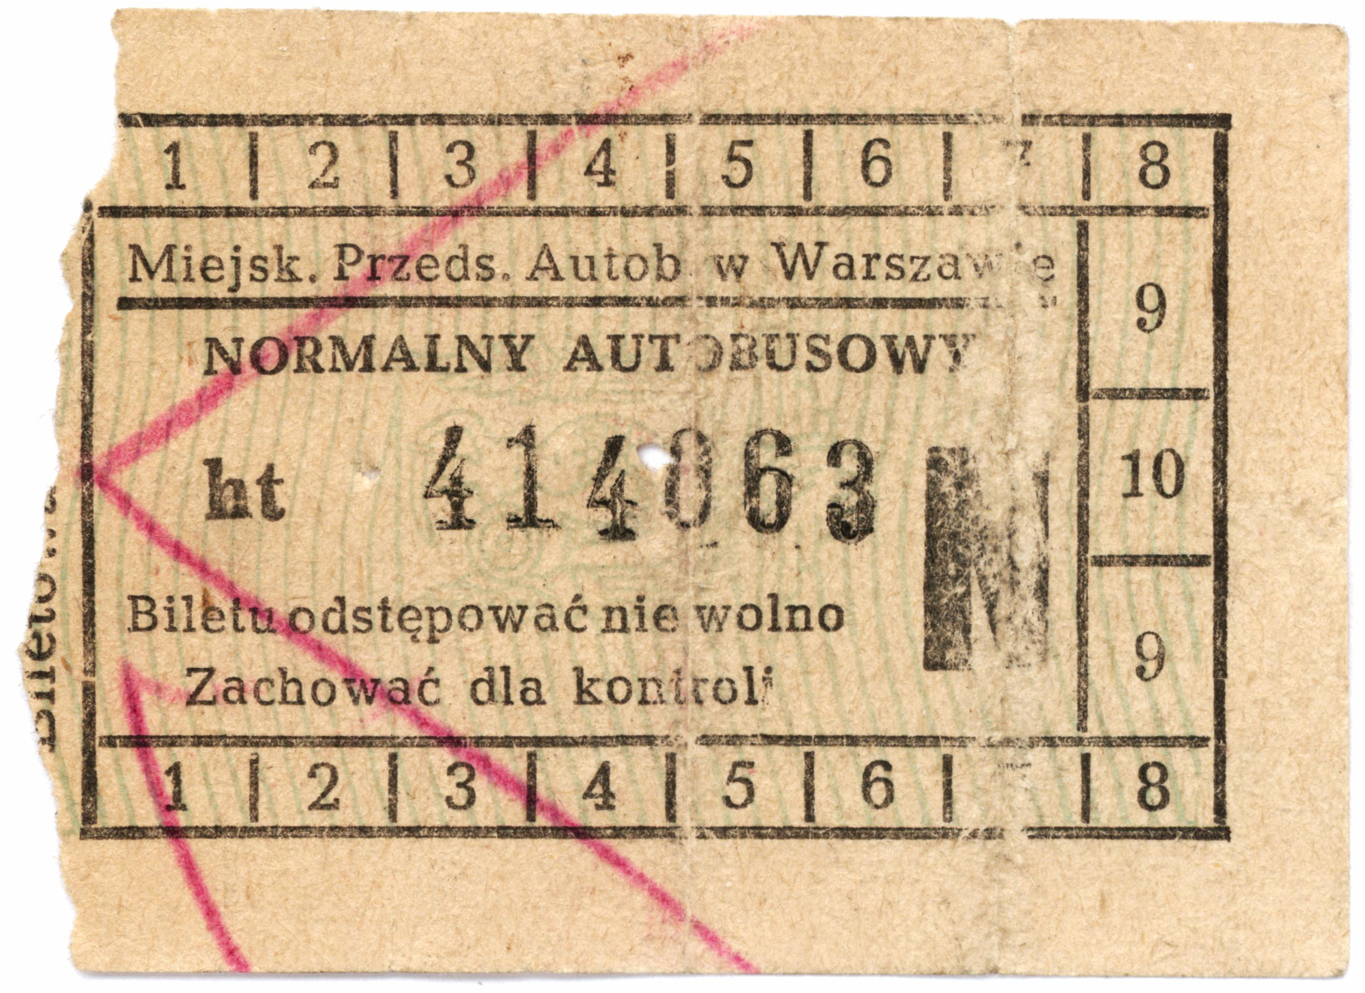 1 | 2 | 3 | 4 | 5 | 6 | 7 | 8
Miejsk. Przeds. Autob. w Warszawie
9
NORMALNY AUTOBUSOWY
ht 414063
N
10
Biletu odstępować nie wolno
9
Zachować dla kontroli
1 | 2 | 3 | 4 | 5 | 6 | | 8